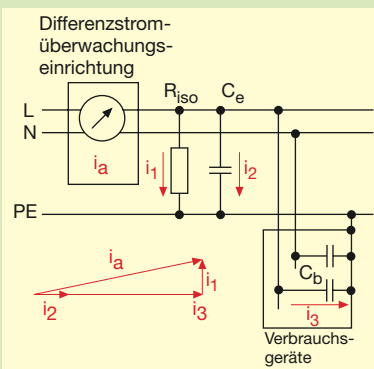 Differenzstrom-
überwachungs-
einrichtung
R_iso C_e
L
N
i_a
i_1
i_2
PE
i_a
i_1
i_2
i_3
C_b
i_3
Verbrauchs-
geräte